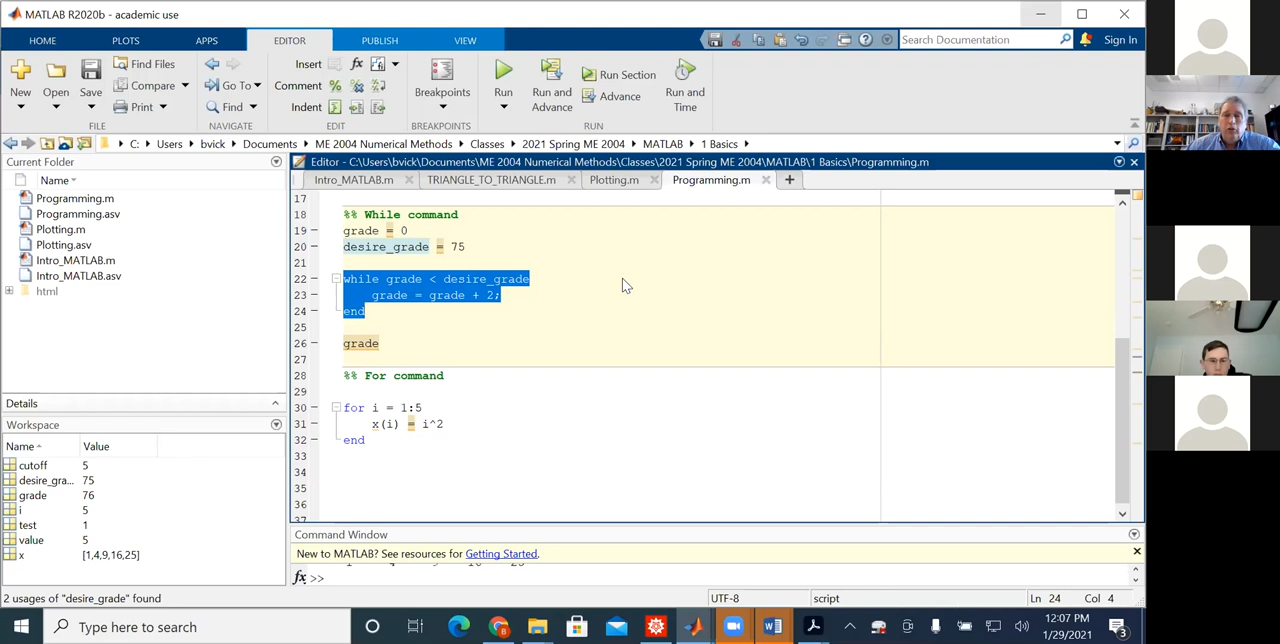 MATLAB R2020b - academic use
HOME PLOTS APPS EDITOR PUBLISH VIEW Search Documentation Sign In
New Open Save Find Files Compare Print Go To Find Insert fx Comment % Indent Breakpoints Run Run and Advance Run Section Advance Run and Time
FILE NAVIGATE EDIT BREAKPOINTS RUN
C: Users bvick Documents ME 2004 Numerical Methods Classes 2021 Spring ME 2004 MATLAB 1 Basics
Current Folder
Name
Programming.m
Programming.asv
Plotting.m
Plotting.asv
Intro_MATLAB.m
Intro_MATLAB.asv
html
Details
Workspace
Name Value
cutoff 5
desire_gra... 75
grade 76
i 5
test 1
value 5
x [1,4,9,16,25]
Editor - C:\Users\bvick\Documents\ME 2004 Numerical Methods\Classes\2021 Spring ME 2004\MATLAB\1 Basics\Programming.m
Intro_MATLAB.m TRIANGLE_TO_TRIANGLE.m Plotting.m Programming.m
17
18 %% While command
19 grade = 0
20 desire_grade = 75
21
22 while grade < desire_grade
23 grade = grade + 2;
24 end
25
26 grade
27
28 %% For command
29
30 for i = 1:5
31 x(i) = i^2
32 end
33
34
35
36
Command Window
New to MATLAB? See resources for Getting Started.
fx >>
2 usages of "desire_grade" found UTF-8 script Ln 24 Col 4
Type here to search
12:07 PM
1/29/2021
3